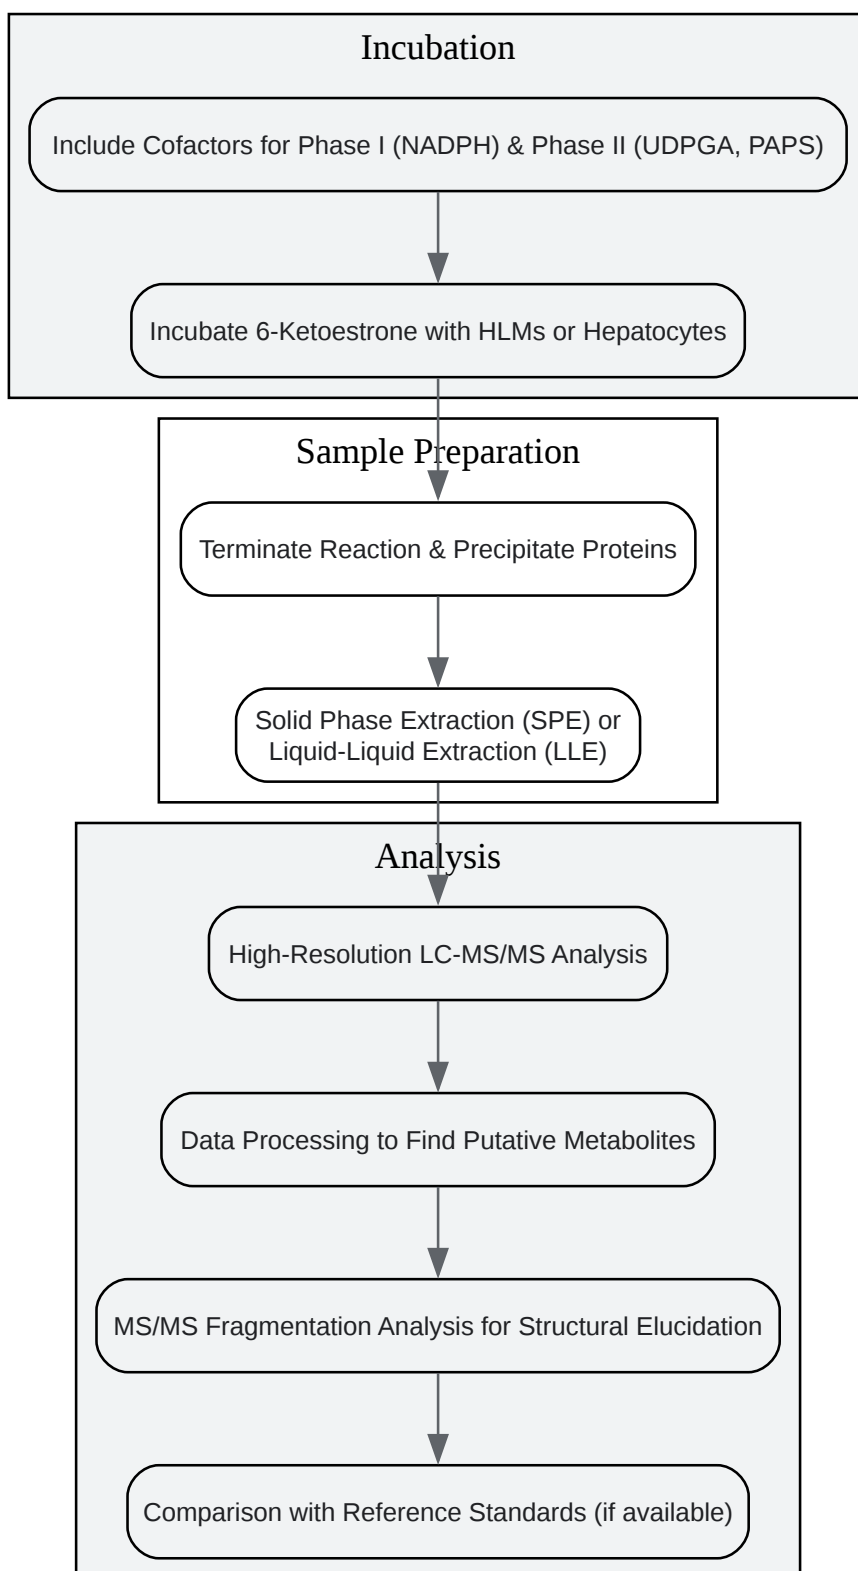 Incubation
Include Cofactors for Phase I (NADPH) & Phase II (UDPGA, PAPS)
Incubate 6-Ketoestrone with HLMs or Hepatocytes
Sample Preparation
Terminate Reaction & Precipitate Proteins
Solid Phase Extraction (SPE) or
Liquid-Liquid Extraction (LLE)
Analysis
High-Resolution LC-MS/MS Analysis
Data Processing to Find Putative Metabolites
MS/MS Fragmentation Analysis for Structural Elucidation
Comparison with Reference Standards (if available)